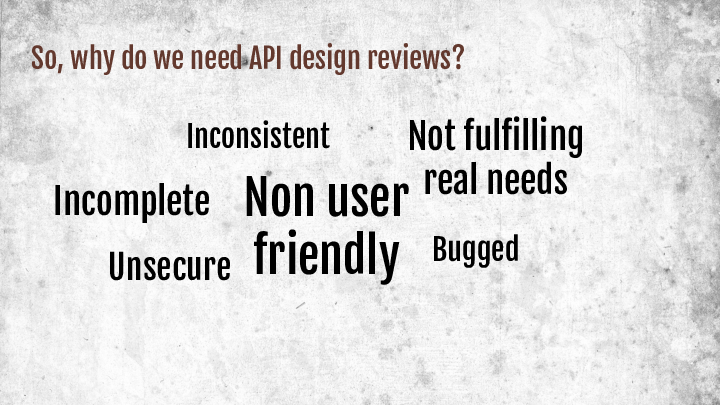 So, why do we need API design reviews?
Inconsistent
Not fulfilling
real needs
Incomplete
Non user
friendly
Unsecure
Bugged